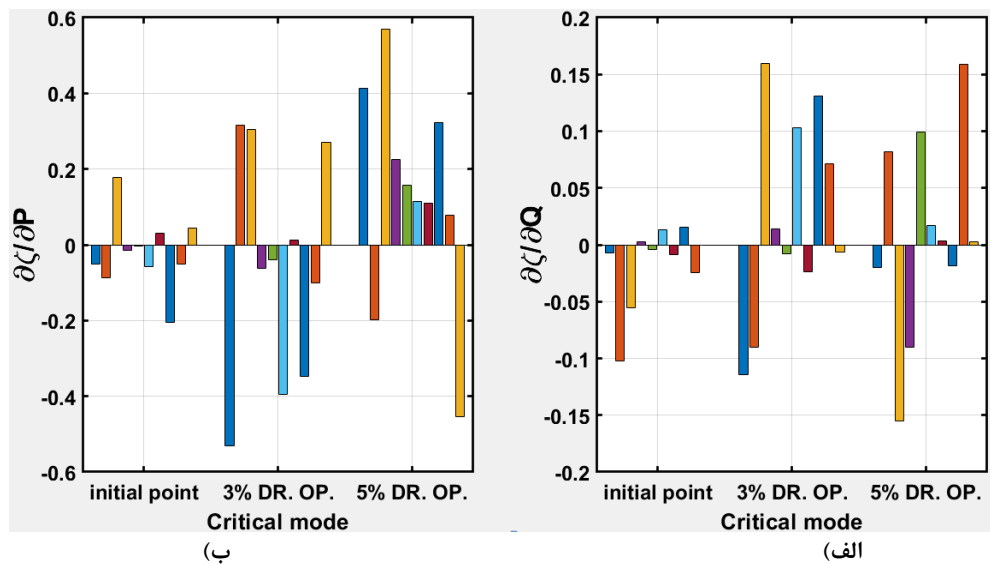 0.6
0.4
0.2
0
-0.2
-0.4
-0.6
∂ζ/∂P
initial point 3% DR. OP. 5% DR. OP.
Critical mode
ب)
0.2
0.15
0.1
0.05
0
-0.05
-0.1
-0.15
-0.2
∂ζ/∂Q
initial point 3% DR. OP. 5% DR. OP.
Critical mode
الف)